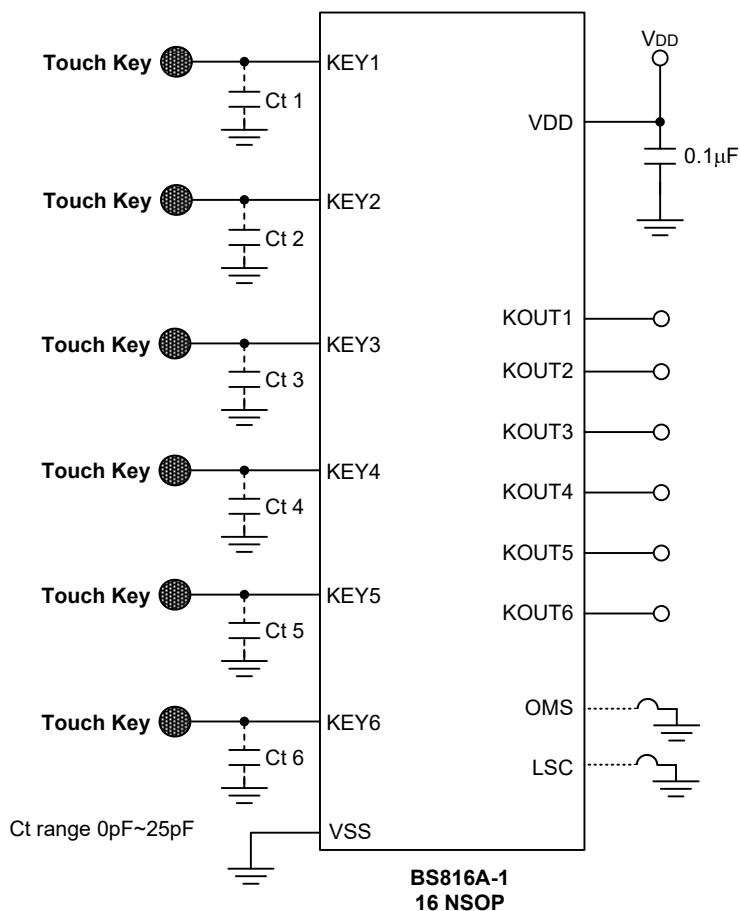 Touch Key
KEY1
Ct 1
Touch Key
KEY2
Ct 2
Touch Key
KEY3
Ct 3
Touch Key
KEY4
Ct 4
Touch Key
KEY5
Ct 5
Touch Key
KEY6
Ct 6
Ct range 0pF~25pF
VSS
VDD
VDD
0.1μF
KOUT1
KOUT2
KOUT3
KOUT4
KOUT5
KOUT6
OMS
LSC
BS816A-1
16 NSOP